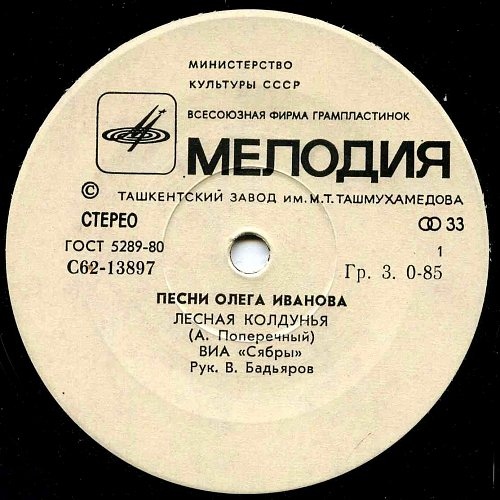 МИНИСТЕРСТВО
КУЛЬТУРЫ СССР
ВСЕСОЮЗНАЯ ФИРМА ГРАМПЛАСТИНОК
МЕЛОДИЯ
© ТАШКЕНТСКИЙ ЗАВОД ИМ. М.Т. ТАШМУХАМЕДОВА
СТЕРЕО 33
ГОСТ 5289-80 1
С62-13897 Гр. 3. 0-85
ПЕСНИ ОЛЕГА ИВАНОВА
ЛЕСНАЯ КОЛДУНЬЯ
(А. Поперечный)
ВИА «Сябры»
Рук. В. Бадьяров